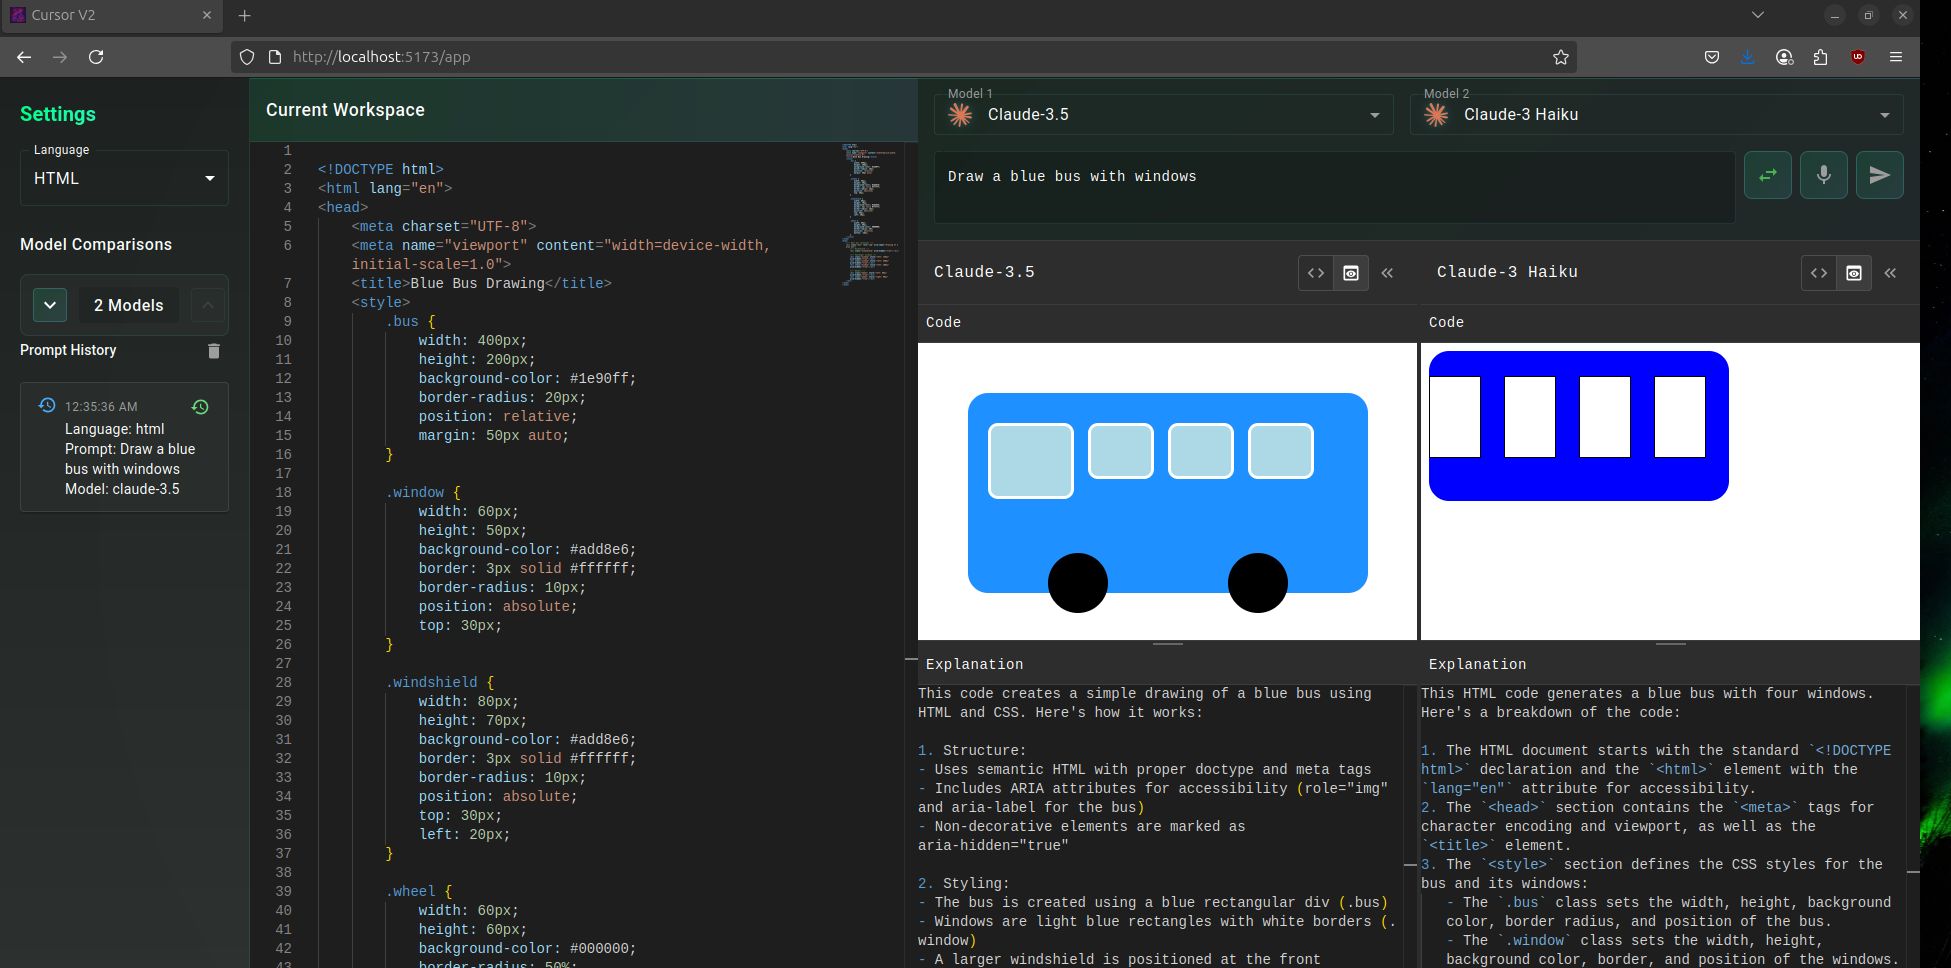 Cursor V2
http://localhost:5173/app
Settings
Language
HTML
Model Comparisons
2 Models
Prompt History
12:35:36 AM
Language: html
Prompt: Draw a blue
bus with windows
Model: claude-3.5
Current Workspace
1
2 <!DOCTYPE html>
3 <html lang="en">
4 <head>
5 <meta charset="UTF-8">
6 <meta name="viewport" content="width=device-width,
initial-scale=1.0">
7 <title>Blue Bus Drawing</title>
8 <style>
9 .bus {
10 width: 400px;
11 height: 200px;
12 background-color: #1e90ff;
13 border-radius: 20px;
14 position: relative;
15 margin: 50px auto;
16 }
17
18 .window {
19 width: 60px;
20 height: 50px;
21 background-color: #add8e6;
22 border: 3px solid #ffffff;
23 border-radius: 10px;
24 position: absolute;
25 top: 30px;
26 }
27
28 .windshield {
29 width: 80px;
30 height: 70px;
31 background-color: #add8e6;
32 border: 3px solid #ffffff;
33 border-radius: 10px;
34 position: absolute;
35 top: 30px;
36 left: 20px;
37 }
38
39 .wheel {
40 width: 60px;
41 height: 60px;
42 background-color: #000000;
43 border-radius: 50%;
Model 1
Claude-3.5
Model 2
Claude-3 Haiku
Draw a blue bus with windows
Claude-3.5
Code
Explanation
This code creates a simple drawing of a blue bus using
HTML and CSS. Here's how it works:
1. Structure:
- Uses semantic HTML with proper doctype and meta tags
- Includes ARIA attributes for accessibility (role="img"
and aria-label for the bus)
- Non-decorative elements are marked as
aria-hidden="true"
2. Styling:
- The bus is created using a blue rectangular div (.bus)
- Windows are light blue rectangles with white borders (.
window)
- A larger windshield is positioned at the front
Claude-3 Haiku
Code
Explanation
This HTML code generates a blue bus with four windows.
Here's a breakdown of the code:
1. The HTML document starts with the standard `<!DOCTYPE
html>` declaration and the `<html>` element with the
`lang="en"` attribute for accessibility.
2. The `<head>` section contains the `<meta>` tags for
character encoding and viewport, as well as the
`<title>` element.
3. The `<style>` section defines the CSS styles for the
bus and its windows:
- The `.bus` class sets the width, height, background
color, border radius, and position of the bus.
- The `.window` class sets the width, height,
background color, border, and position of the windows.